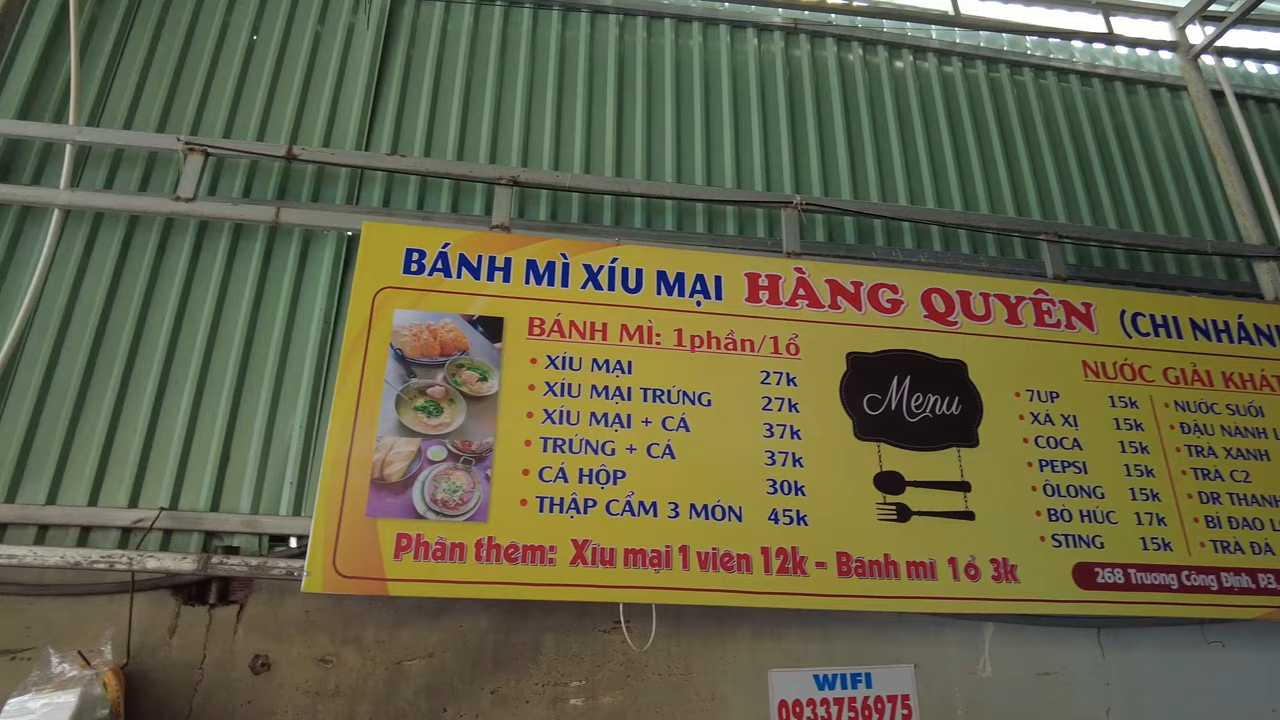 BÁNH MÌ XÍU MẠI HÀNG QUYÊN (CHI NHÁN
BÁNH MÌ: 1phần/1ổ
• XÍU MẠI 27k
• XÍU MẠI TRỨNG 27k
• XÍU MẠI + CÁ 37k
• TRỨNG + CÁ 37k
• CÁ HỘP 30k
• THẬP CẨM 3 MÓN 45k
Menu
NƯỚC GIẢI KHÁT
• 7UP 15k
• XÁ XỊ 15k
• COCA 15k
• PEPSI 15k
• ÔLONG 15k
• BÒ HÚC 17k
• STING 15k
• NƯỚC SUỐI
• ĐẬU NÀNH L
• TRÀ XANH
• TRÀ C2
• DR THANH
• BÍ ĐAO L
• TRÀ ĐÁ
Phần thêm: Xíu mại 1 viên 12k - Bánh mì 1 ổ 3k
268 Trương Công Định, P.3,
WIFI
0933756975